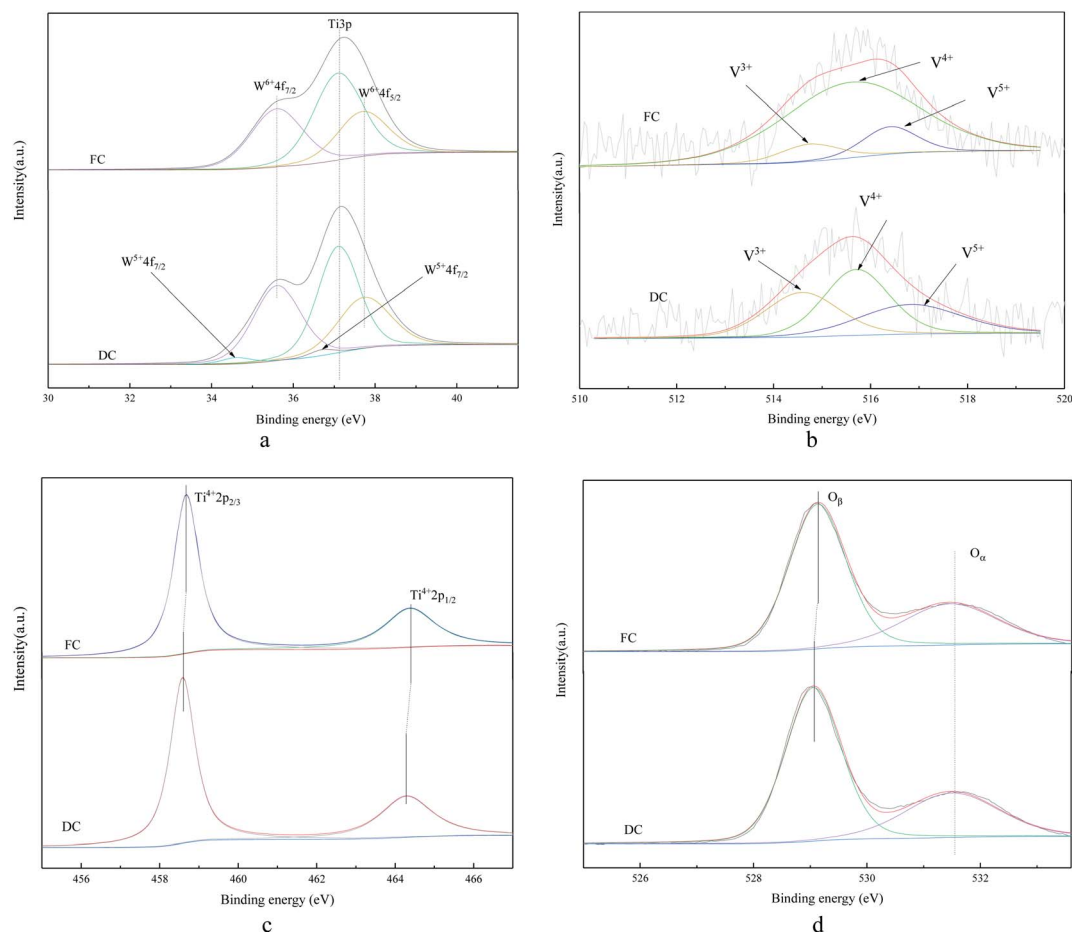 Intensity(a.u.)
Ti3p
W⁶⁺4f₇/₂
W⁶⁺4f₅/₂
FC
W⁵⁺4f₇/₂
W⁵⁺4f₇/₂
DC
30 34 36 38 40
Binding energy (eV)
a
Intensity(a.u.)
V³⁺
V⁴⁺
V⁵⁺
FC
V³⁺
V⁴⁺
V⁵⁺
DC
510 512 514 516 518 520
Binding energy (eV)
b
Intensity(a.u.)
Ti⁴⁺2p₂/₃
Ti⁴⁺2p₁/₂
FC
DC
456 458 460 462 464 466
Binding energy (eV)
c
Intensity(a.u.)
Oβ
Oα
FC
DC
526 528 530 532
Binding energy (eV)
d